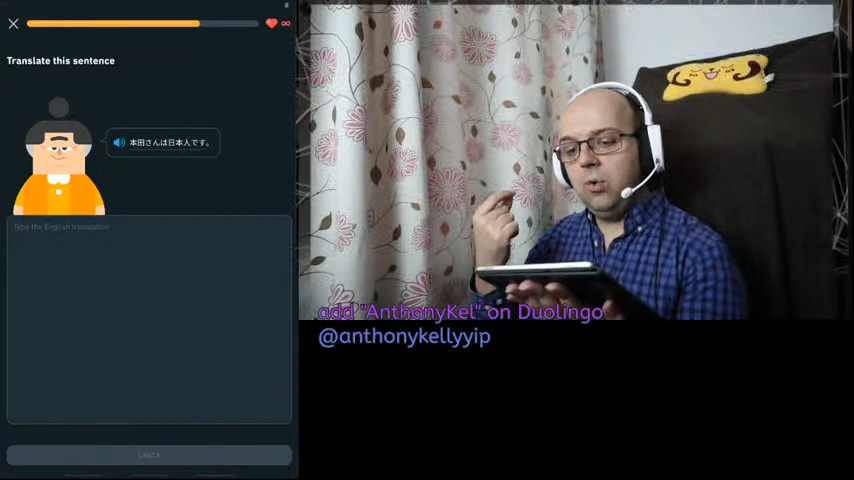 Translate this sentence
本田さんは日本人です。
Type the English translation
CHECK
add "AnthonyKel" on Duolingo
@anthonykellyyip